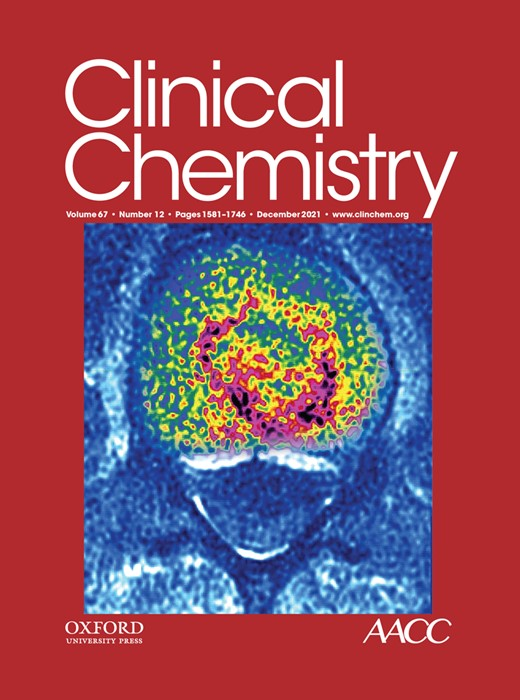 Clinical
Chemistry
Volume 67 • Number 12 • Pages 1581–1746 • December 2021 • www.clinchem.org
OXFORD
UNIVERSITY PRESS
AACC